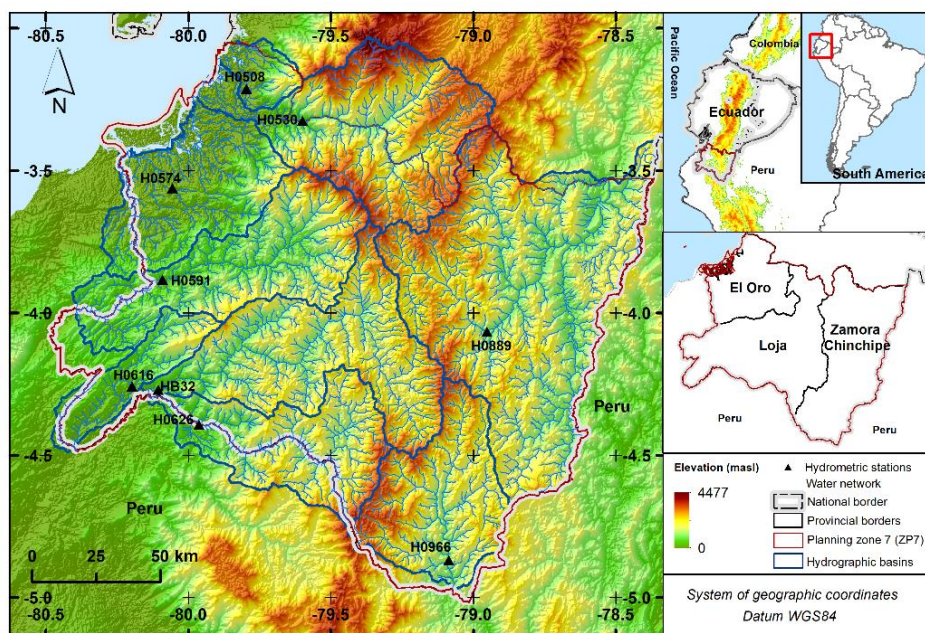 -80.5
-80.0
-79.5
-79.0
-78.5
N
H0508
H0530
-3.5
-3.5
H0574
H0591
-4.0
-4.0
H0889
H0616
HB32
H0626
Peru
-4.5
-4.5
Peru
H0966
0 25 50 km
-5.0
-5.0
-80.5
-80.0
-79.5
-79.0
-78.5
Pacific Ocean
Colombia
Ecuador
Peru
South America
El Oro
Loja
Zamora
Chinchipe
Peru
Peru
Elevation (masl)
4477
0
Hydrometric stations
Water network
National border
Provincial borders
Planning zone 7 (ZP7)
Hydrographic basins
System of geographic coordinates
Datum WGS84